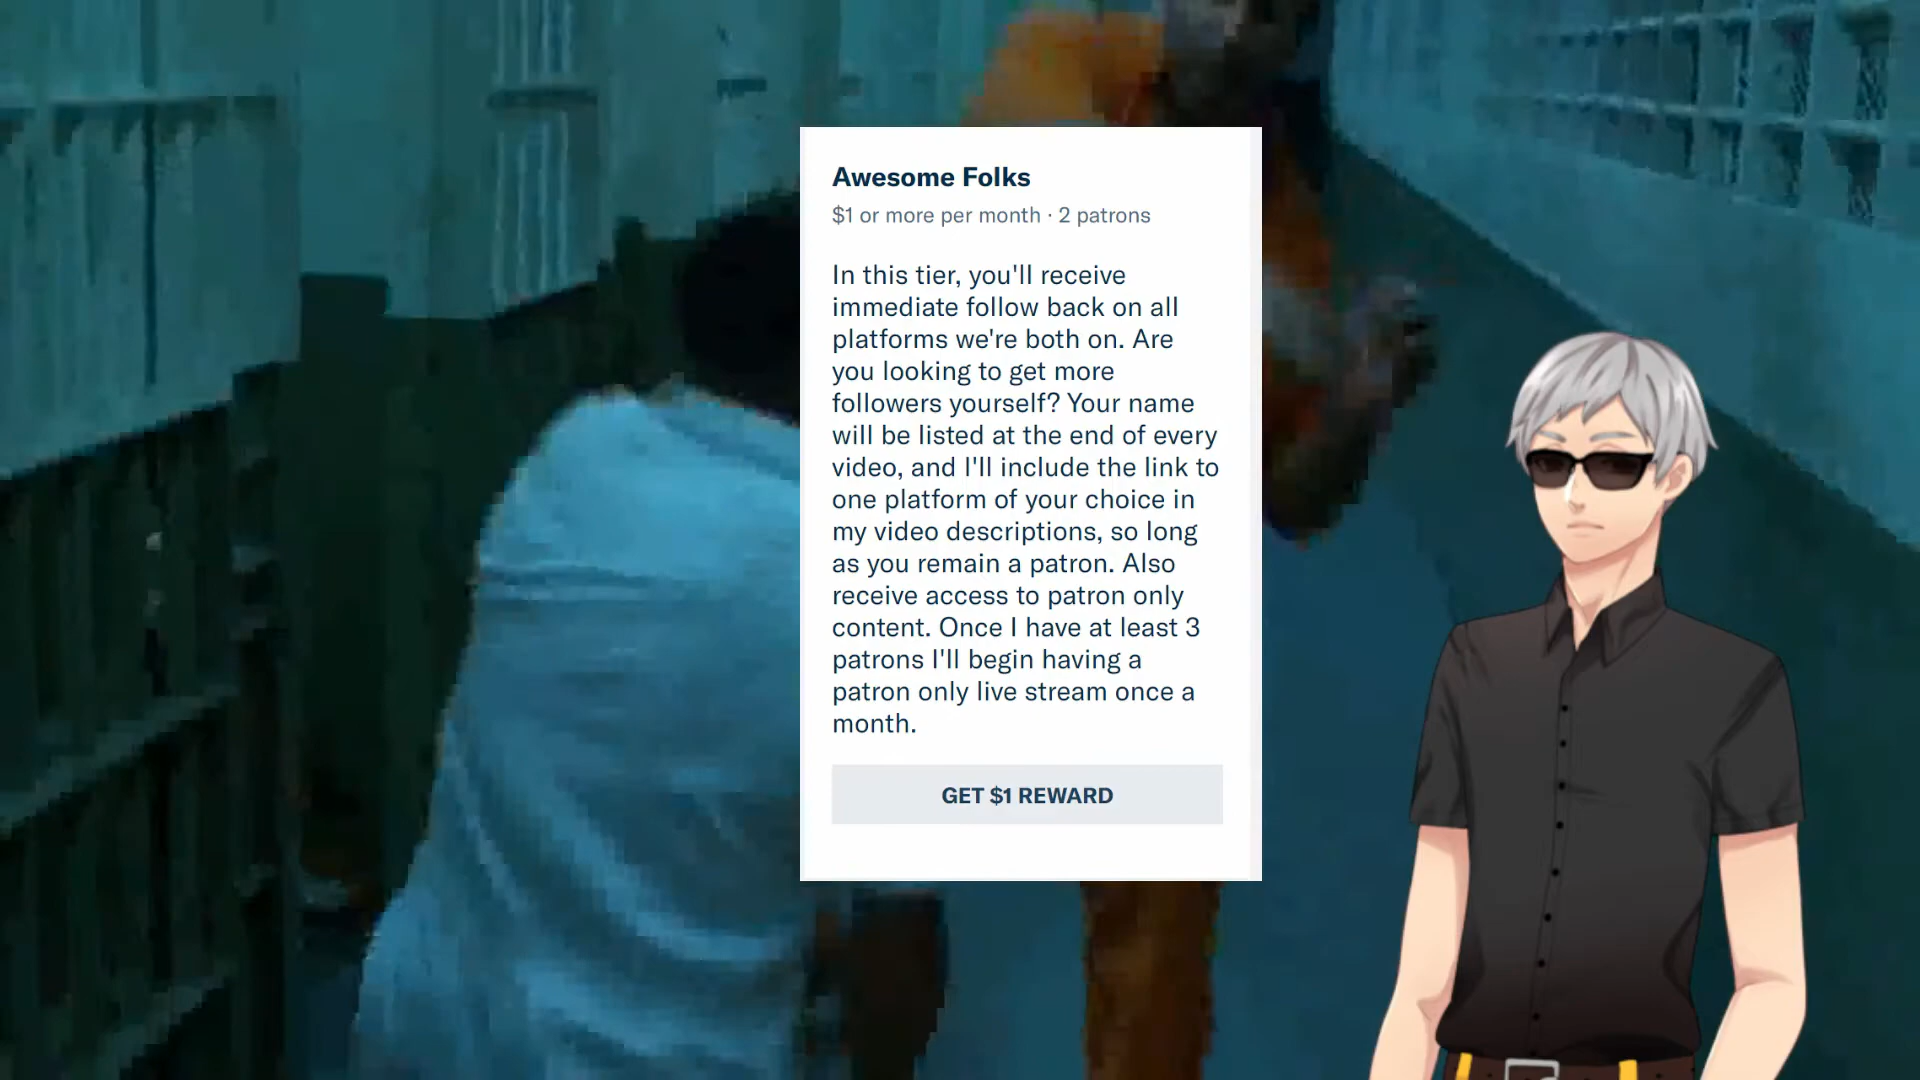 Awesome Folks
$1 or more per month · 2 patrons
In this tier, you'll receive
immediate follow back on all
platforms we're both on. Are
you looking to get more
followers yourself? Your name
will be listed at the end of every
video, and I'll include the link to
one platform of your choice in
my video descriptions, so long
as you remain a patron. Also
receive access to patron only
content. Once I have at least 3
patrons I'll begin having a
patron only live stream once a
month.
GET $1 REWARD